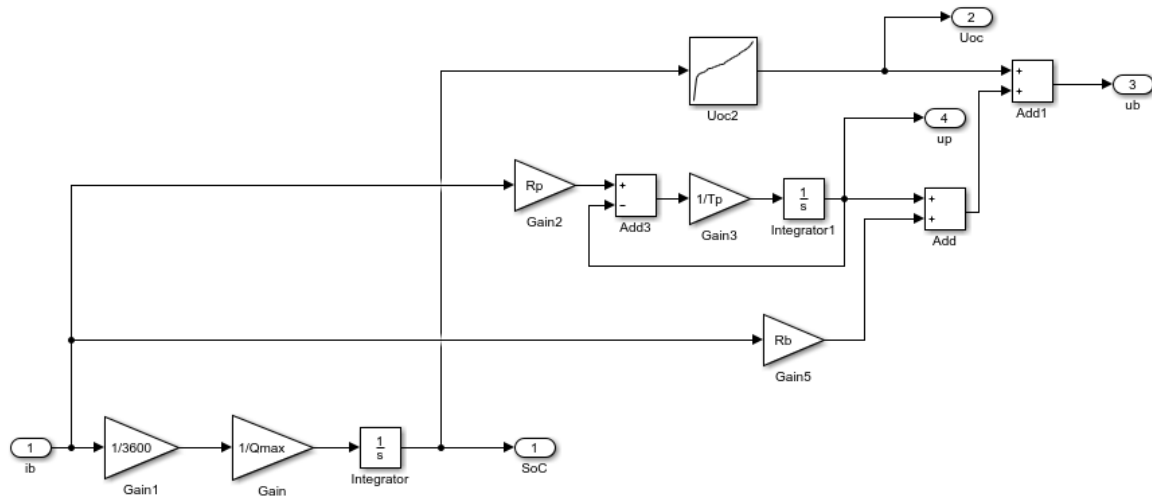 2
Uoc
Uoc2
+
+
Add1
3
ub
4
up
Rp
Gain2
+
−
Add3
1/Tp
Gain3
1
s
Integrator1
+
+
Add
Rb
Gain5
1
ib
1/3600
Gain1
1/Qmax
Gain
1
s
Integrator
1
SoC